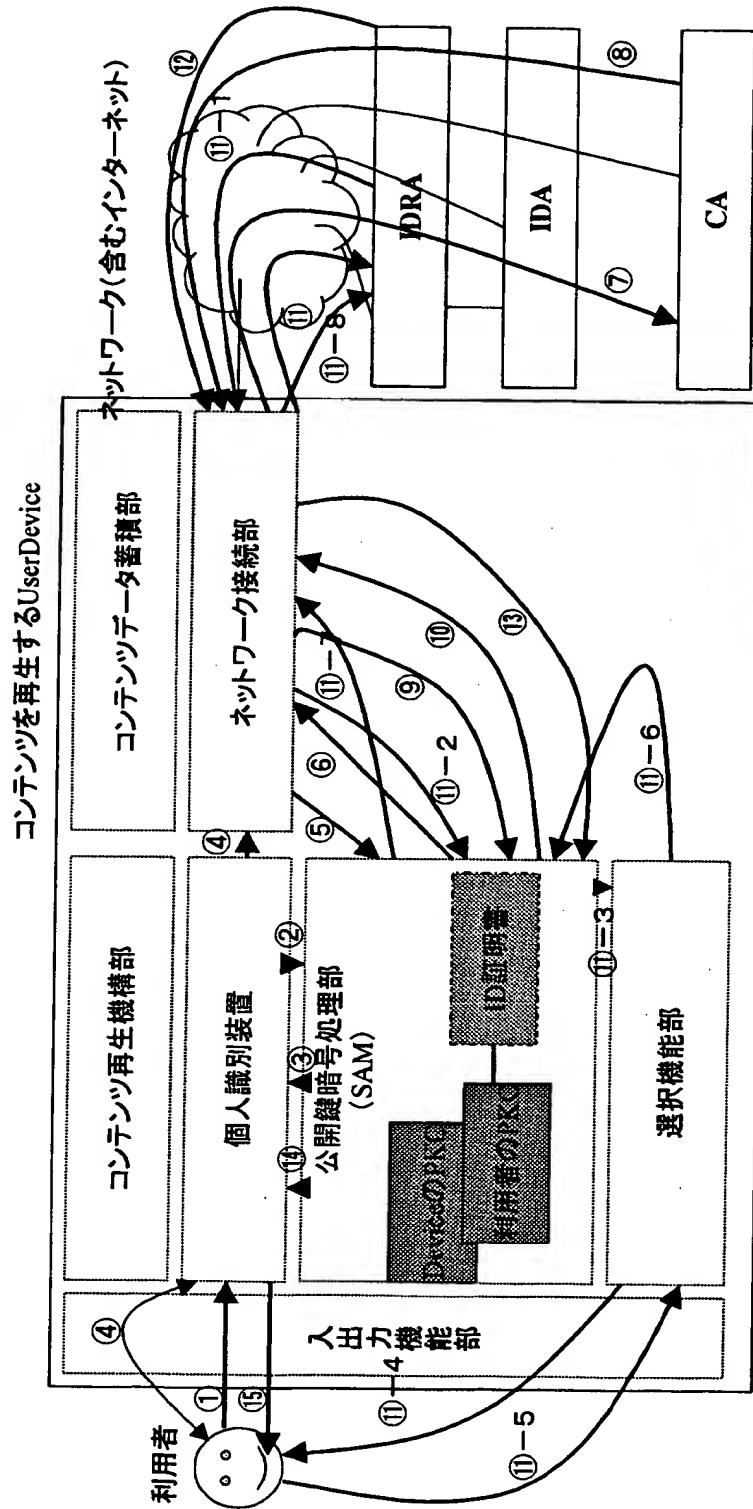 コンテンツを再生するUserDevice
ネットワーク(含むインターネット)
利用者
入出力機能部
コンテンツ再生機構部
コンテンツデータ蓄積部
個人識別装置
ネットワーク接続部
公開鍵暗号処理部
(SAM)
DeviceのPKC
利用者のPKC
ID証明書
選択機能部
IDRA
IDA
CA
①
②
③
④
④
⑤
⑥
⑦
⑧
⑨
⑩
⑪
⑪-1
⑪-2
⑪-3
⑪-4
⑪-5
⑪-6
⑪-7
⑪-8
⑫
⑬
⑭
⑮